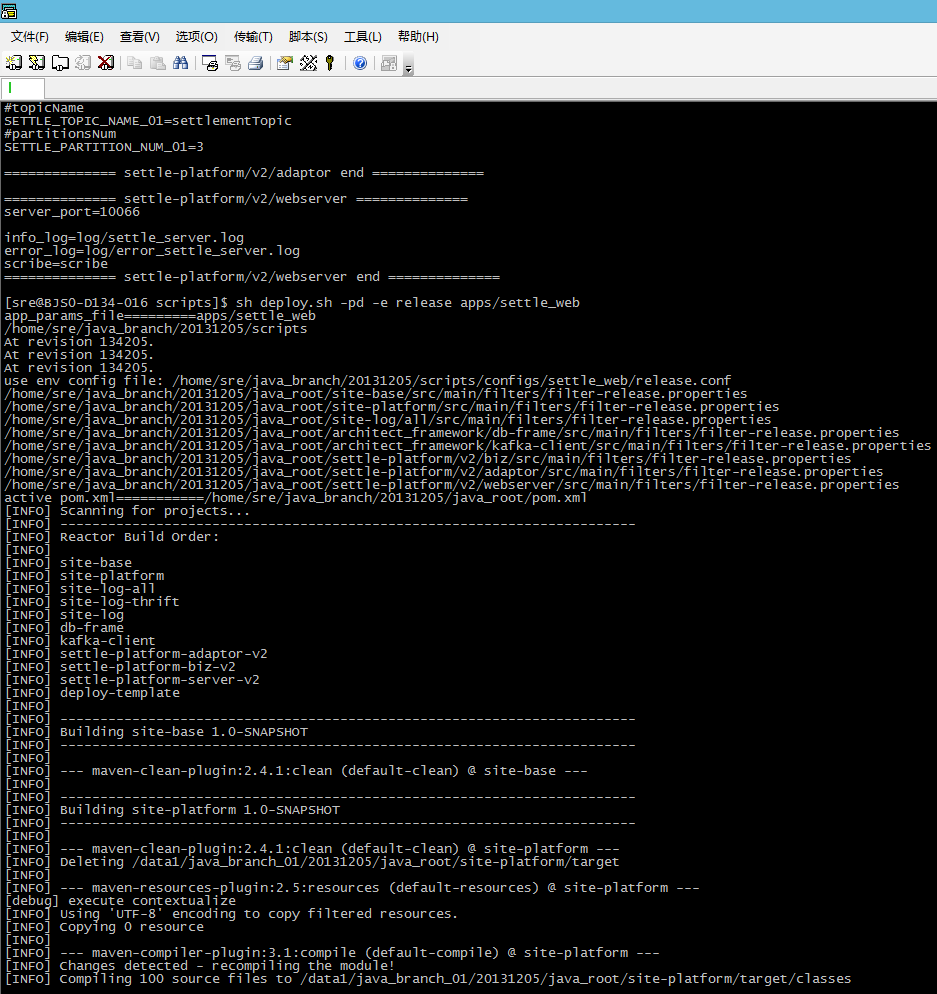 文件(F) 编辑(E) 查看(V) 选项(O) 传输(T) 脚本(S) 工具(L) 帮助(H)
#topicName
SETTLE_TOPIC_NAME_01=settlementTopic
#partitionsNum
SETTLE_PARTITION_NUM_01=3
============== settle-platform/v2/adaptor end ==============
============== settle-platform/v2/webserver ==============
server_port=10066
info_log=log/settle_server.log
error_log=log/error_settle_server.log
scribe=scribe
============== settle-platform/v2/webserver end ==============
[sre@BJSO-D134-016 scripts]$ sh deploy.sh -pd -e release apps/settle_web
app_params_file=========apps/settle_web
/home/sre/java_branch/20131205/scripts
At revision 134205.
At revision 134205.
At revision 134205.
use env config file: /home/sre/java_branch/20131205/scripts/configs/settle_web/release.conf
/home/sre/java_branch/20131205/java_root/site-base/src/main/filters/filter-release.properties
/home/sre/java_branch/20131205/java_root/site-platform/src/main/filters/filter-release.properties
/home/sre/java_branch/20131205/java_root/site-log/all/src/main/filters/filter-release.properties
/home/sre/java_branch/20131205/java_root/architect_framework/db-frame/src/main/filters/filter-release.properties
/home/sre/java_branch/20131205/java_root/architect_framework/kafka-client/src/main/filters/filter-release.properties
/home/sre/java_branch/20131205/java_root/settle-platform/v2/biz/src/main/filters/filter-release.properties
/home/sre/java_branch/20131205/java_root/settle-platform/v2/adaptor/src/main/filters/filter-release.properties
/home/sre/java_branch/20131205/java_root/settle-platform/v2/webserver/src/main/filters/filter-release.properties
active pom.xml===========/home/sre/java_branch/20131205/java_root/pom.xml
[INFO] Scanning for projects...
[INFO] ------------------------------------------------------------------------
[INFO] Reactor Build Order:
[INFO]
[INFO] site-base
[INFO] site-platform
[INFO] site-log-all
[INFO] site-log-thrift
[INFO] site-log
[INFO] db-frame
[INFO] kafka-client
[INFO] settle-platform-adaptor-v2
[INFO] settle-platform-biz-v2
[INFO] settle-platform-server-v2
[INFO] deploy-template
[INFO]
[INFO] ------------------------------------------------------------------------
[INFO] Building site-base 1.0-SNAPSHOT
[INFO] ------------------------------------------------------------------------
[INFO]
[INFO] --- maven-clean-plugin:2.4.1:clean (default-clean) @ site-base ---
[INFO]
[INFO] ------------------------------------------------------------------------
[INFO] Building site-platform 1.0-SNAPSHOT
[INFO] ------------------------------------------------------------------------
[INFO]
[INFO] --- maven-clean-plugin:2.4.1:clean (default-clean) @ site-platform ---
[INFO] Deleting /data1/java_branch_01/20131205/java_root/site-platform/target
[INFO]
[INFO] --- maven-resources-plugin:2.5:resources (default-resources) @ site-platform ---
[debug] execute contextualize
[INFO] Using 'UTF-8' encoding to copy filtered resources.
[INFO] Copying 0 resource
[INFO]
[INFO] --- maven-compiler-plugin:3.1:compile (default-compile) @ site-platform ---
[INFO] Changes detected - recompiling the module!
[INFO] Compiling 100 source files to /data1/java_branch_01/20131205/java_root/site-platform/target/classes